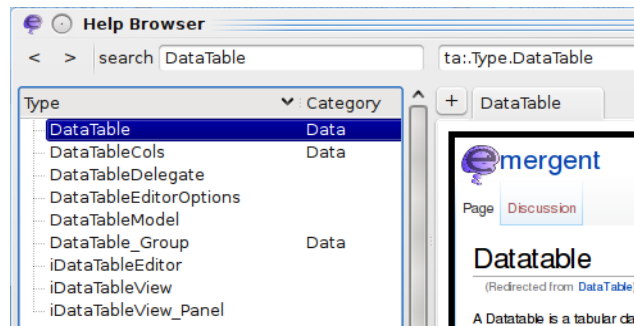 Help Browser
< > search DataTable ta:.Type.DataTable
Type Category
DataTable Data
DataTableCols Data
DataTableDelegate
DataTableEditorOptions
DataTableModel
DataTable_Group Data
iDataTableEditor
iDataTableView
iDataTableView_Panel
+ DataTable
emergent
Page Discussion
Datatable
(Redirected from DataTable)
A Datatable is a tabular da